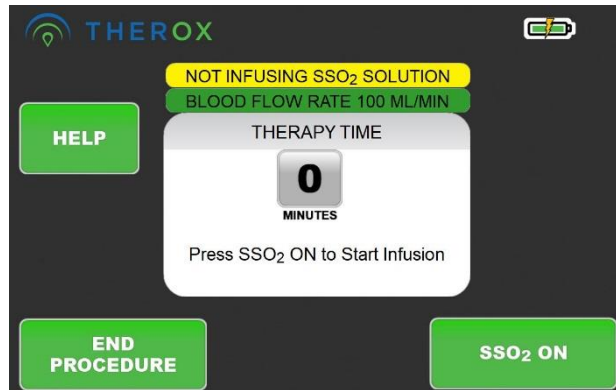 THEROX
NOT INFUSING SSO₂ SOLUTION
BLOOD FLOW RATE 100 ML/MIN
HELP
THERAPY TIME
0
MINUTES
Press SSO₂ ON to Start Infusion
END
PROCEDURE
SSO₂ ON